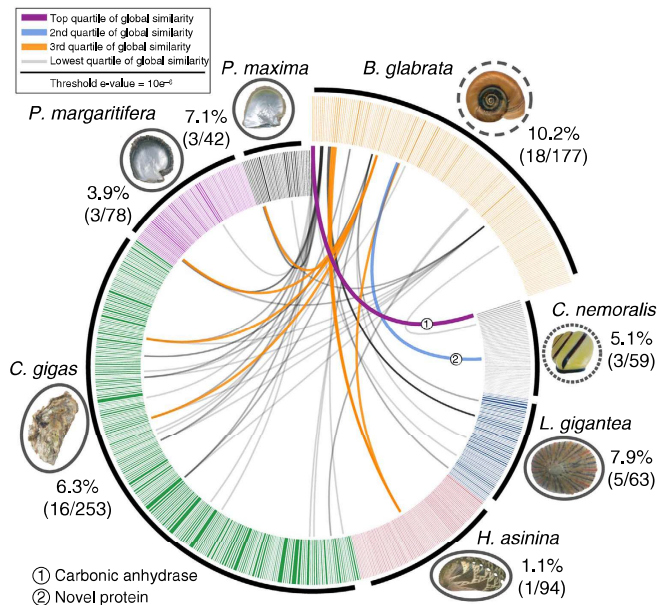 Top quartile of global similarity
2nd quartile of global similarity
3rd quartile of global similarity
Lowest quartile of global similarity
Threshold e-value = 10e⁻⁶
P. maxima
7.1%
(3/42)
B. glabrata
10.2%
(18/177)
P. margaritifera
3.9%
(3/78)
C. nemoralis
5.1%
(3/59)
C. gigas
6.3%
(16/253)
L. gigantea
7.9%
(5/63)
H. asinina
1.1%
(1/94)
1
2
① Carbonic anhydrase
② Novel protein